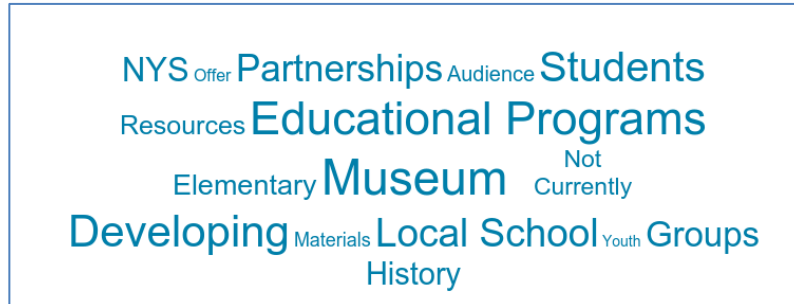 NYS Offer Partnerships Audience Students
Resources Educational Programs
Elementary Museum Not Currently
Developing Materials Local School Youth Groups
History